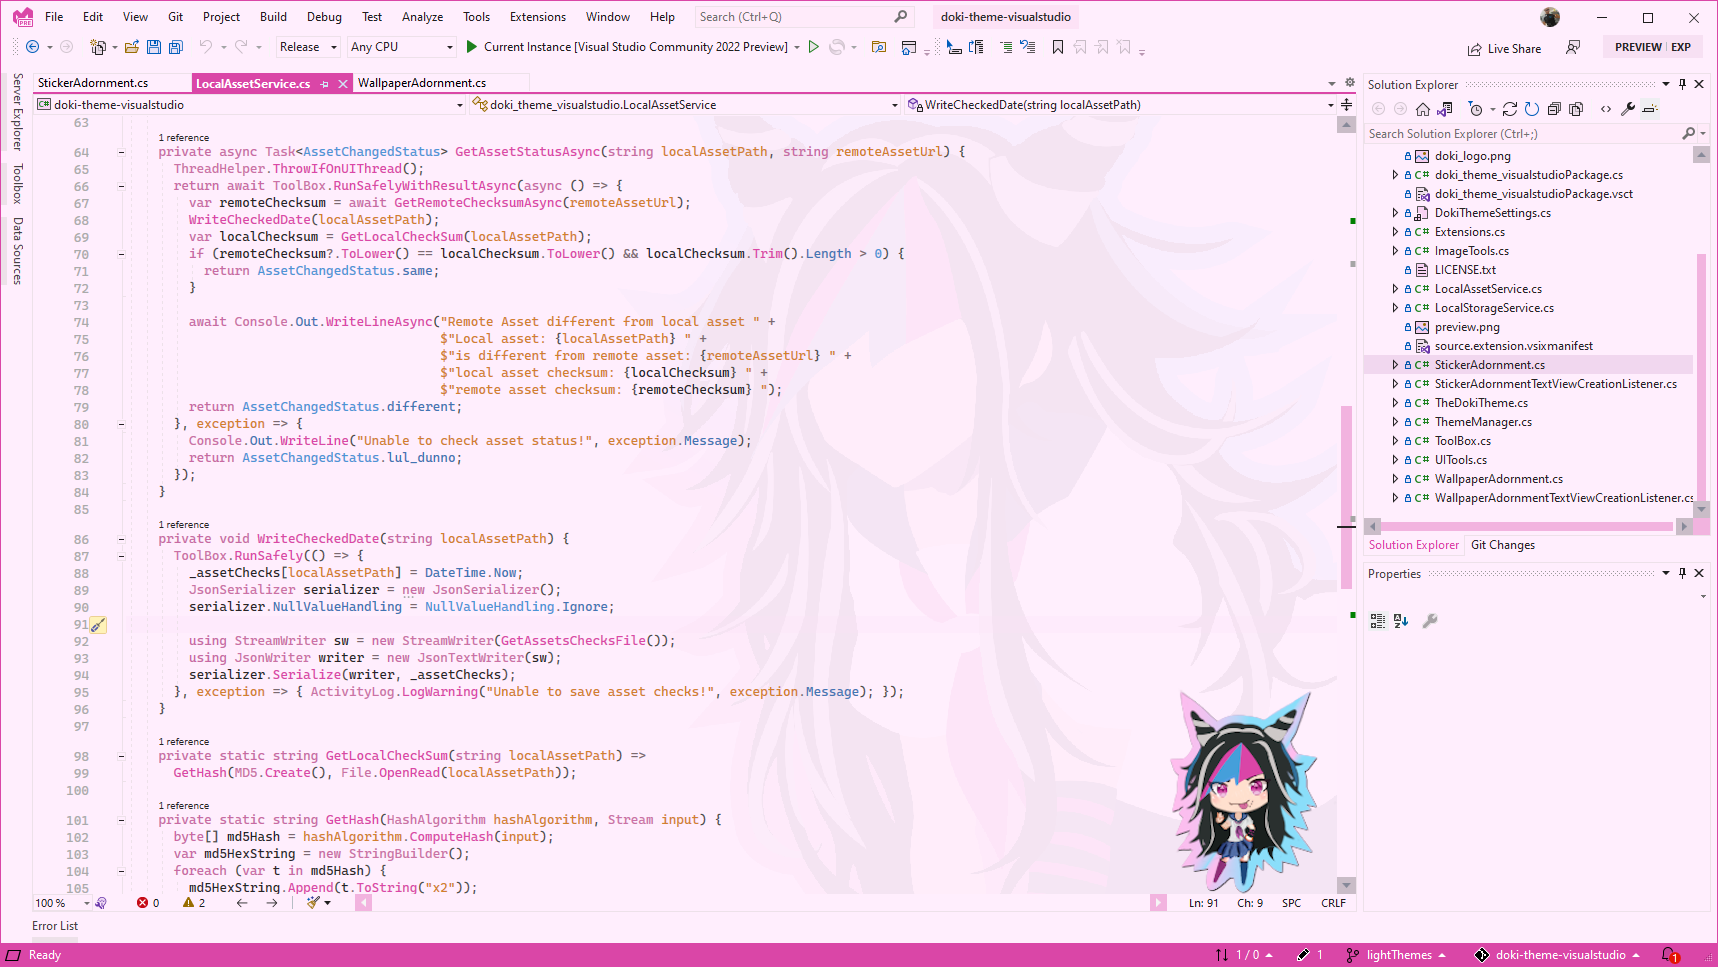 File Edit View Git Project Build Debug Test Analyze Tools Extensions Window Help Search (Ctrl+Q) doki-theme-visualstudio
Release Any CPU Current Instance [Visual Studio Community 2022 Preview] Live Share PREVIEW EXP
StickerAdornment.cs LocalAssetService.cs WallpaperAdornment.cs
doki-theme-visualstudio doki_theme_visualstudio.LocalAssetService WriteCheckedDate(string localAssetPath)
Server Explorer
Toolbox
Data Sources
63
1 reference
64 private async Task<AssetChangedStatus> GetAssetStatusAsync(string localAssetPath, string remoteAssetUrl) {
65 ThreadHelper.ThrowIfOnUIThread();
66 return await ToolBox.RunSafelyWithResultAsync(async () => {
67 var remoteChecksum = await GetRemoteChecksumAsync(remoteAssetUrl);
68 WriteCheckedDate(localAssetPath);
69 var localChecksum = GetLocalCheckSum(localAssetPath);
70 if (remoteChecksum?.ToLower() == localChecksum.ToLower() && localChecksum.Trim().Length > 0) {
71 return AssetChangedStatus.same;
72 }
73
74 await Console.Out.WriteLineAsync("Remote Asset different from local asset " +
75 $"Local asset: {localAssetPath} " +
76 $"is different from remote asset: {remoteAssetUrl} " +
77 $"local asset checksum: {localChecksum} " +
78 $"remote asset checksum: {remoteChecksum} ");
79 return AssetChangedStatus.different;
80 }, exception => {
81 Console.Out.WriteLine("Unable to check asset status!", exception.Message);
82 return AssetChangedStatus.lul_dunno;
83 });
84 }
85
1 reference
86 private void WriteCheckedDate(string localAssetPath) {
87 ToolBox.RunSafely(() => {
88 _assetChecks[localAssetPath] = DateTime.Now;
89 JsonSerializer serializer = new JsonSerializer();
90 serializer.NullValueHandling = NullValueHandling.Ignore;
91
92 using StreamWriter sw = new StreamWriter(GetAssetsChecksFile());
93 using JsonWriter writer = new JsonTextWriter(sw);
94 serializer.Serialize(writer, _assetChecks);
95 }, exception => { ActivityLog.LogWarning("Unable to save asset checks!", exception.Message); });
96 }
97
1 reference
98 private static string GetLocalCheckSum(string localAssetPath) =>
99 GetHash(MD5.Create(), File.OpenRead(localAssetPath));
100
1 reference
101 private static string GetHash(HashAlgorithm hashAlgorithm, Stream input) {
102 byte[] md5Hash = hashAlgorithm.ComputeHash(input);
103 var md5HexString = new StringBuilder();
104 foreach (var t in md5Hash) {
105 md5HexString.Append(t.ToString("x2"));
100 % 0 2 Ln: 91 Ch: 9 SPC CRLF
Solution Explorer
Search Solution Explorer (Ctrl+;)
doki_logo.png
C# doki_theme_visualstudioPackage.cs
doki_theme_visualstudioPackage.vsct
DokiThemeSettings.cs
C# Extensions.cs
C# ImageTools.cs
LICENSE.txt
C# LocalAssetService.cs
C# LocalStorageService.cs
preview.png
source.extension.vsixmanifest
C# StickerAdornment.cs
C# StickerAdornmentTextViewCreationListener.cs
C# TheDokiTheme.cs
C# ThemeManager.cs
C# ToolBox.cs
C# UITools.cs
C# WallpaperAdornment.cs
C# WallpaperAdornmentTextViewCreationListener.cs
Solution Explorer Git Changes
Properties
Error List
Ready 1 / 0 1 lightThemes doki-theme-visualstudio 1